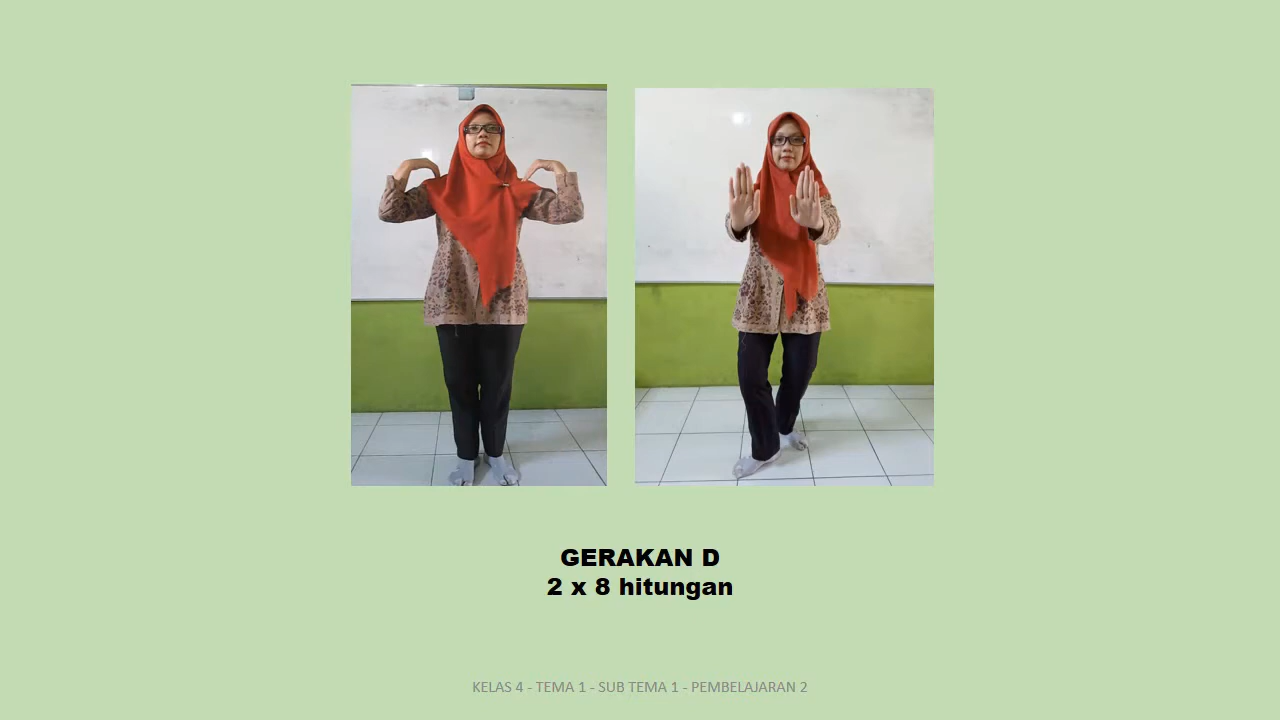 GERAKAN D
2 x 8 hitungan
KELAS 4 - TEMA 1 - SUB TEMA 1 - PEMBELAJARAN 2